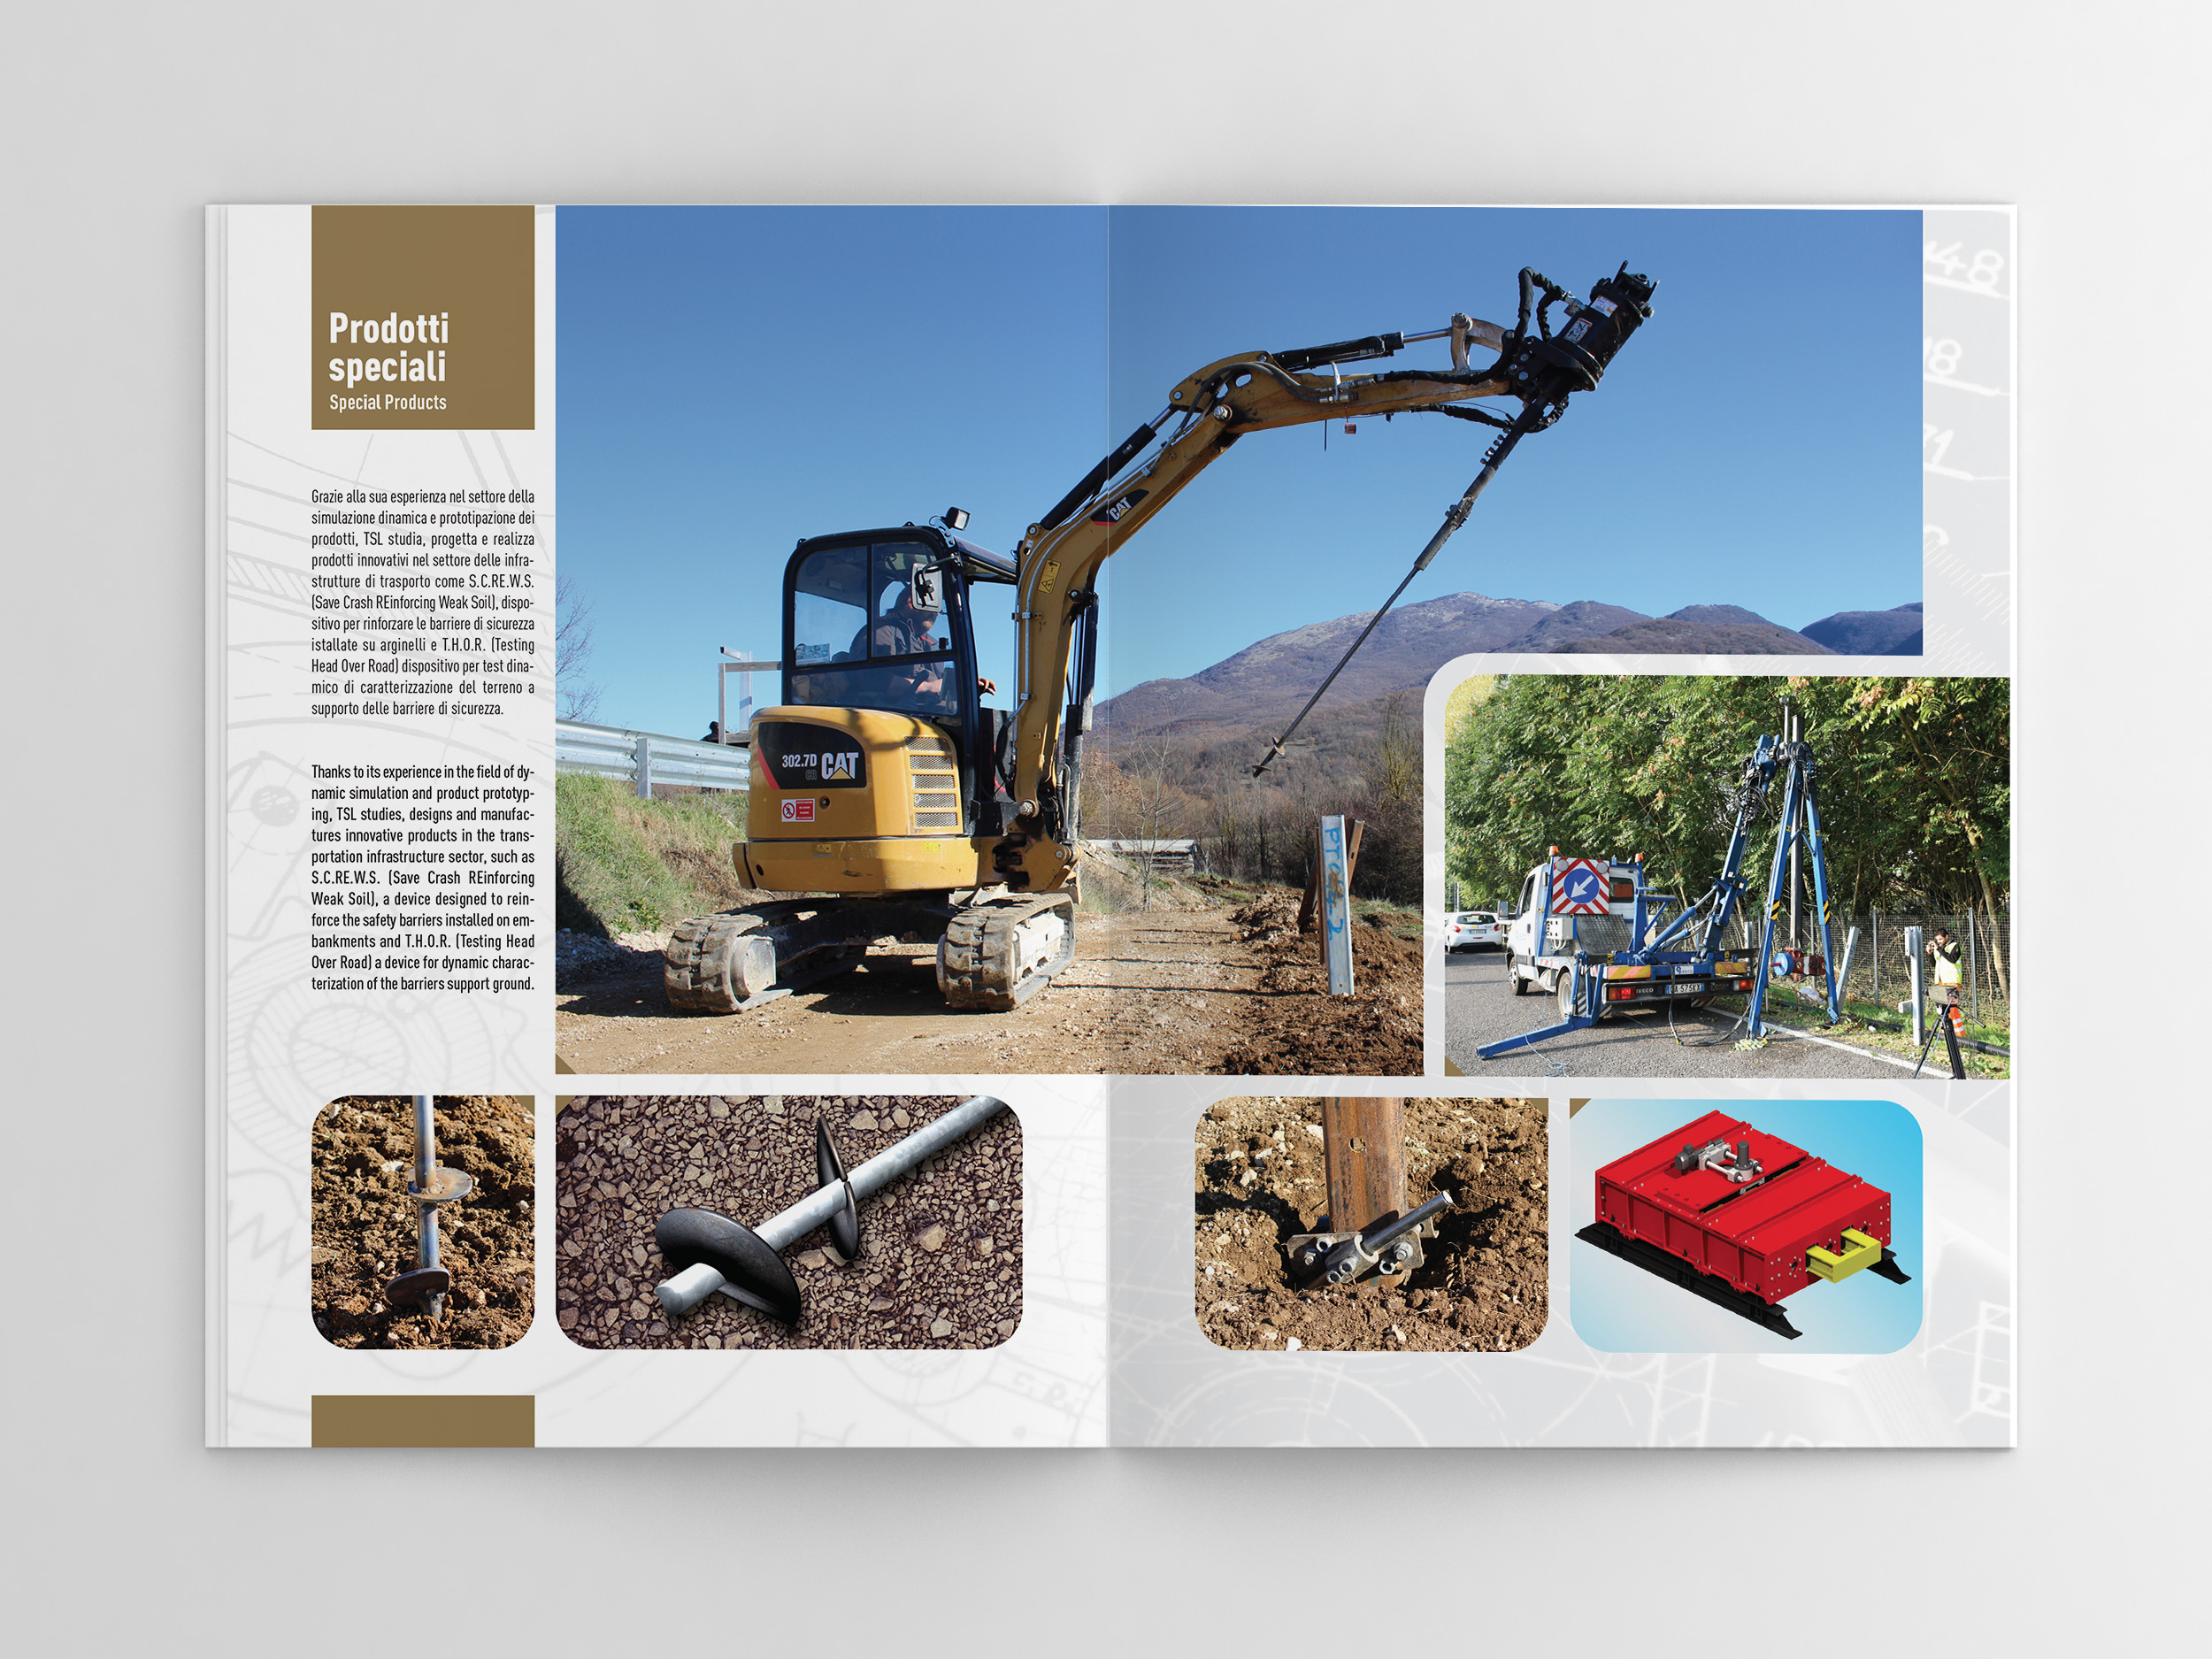 Prodotti
speciali
Special Products
Grazie alla sua esperienza nel settore della
simulazione dinamica e prototipazione dei
prodotti, TSL studia, progetta e realizza
prodotti innovativi nel settore delle infra-
strutture di trasporto come S.C.RE.W.S.
(Save Crash REinforcing Weak Soil), dispo-
sitivo per rinforzare le barriere di sicurezza
istallate su arginelli e T.H.O.R. (Testing
Head Over Road) dispositivo per test dina-
mico di caratterizzazione del terreno a
supporto delle barriere di sicurezza.
Thanks to its experience in the field of dy-
namic simulation and product prototyp-
ing, TSL studies, designs and manufac-
tures innovative products in the trans-
portation infrastructure sector, such as
S.C.RE.W.S. (Save Crash REinforcing
Weak Soil), a device designed to rein-
force the safety barriers installed on em-
bankments and T.H.O.R. (Testing Head
Over Road) a device for dynamic charac-
terization of the barriers support ground.
CAT
302.7D CAT
CR
48
18
71
IVECO